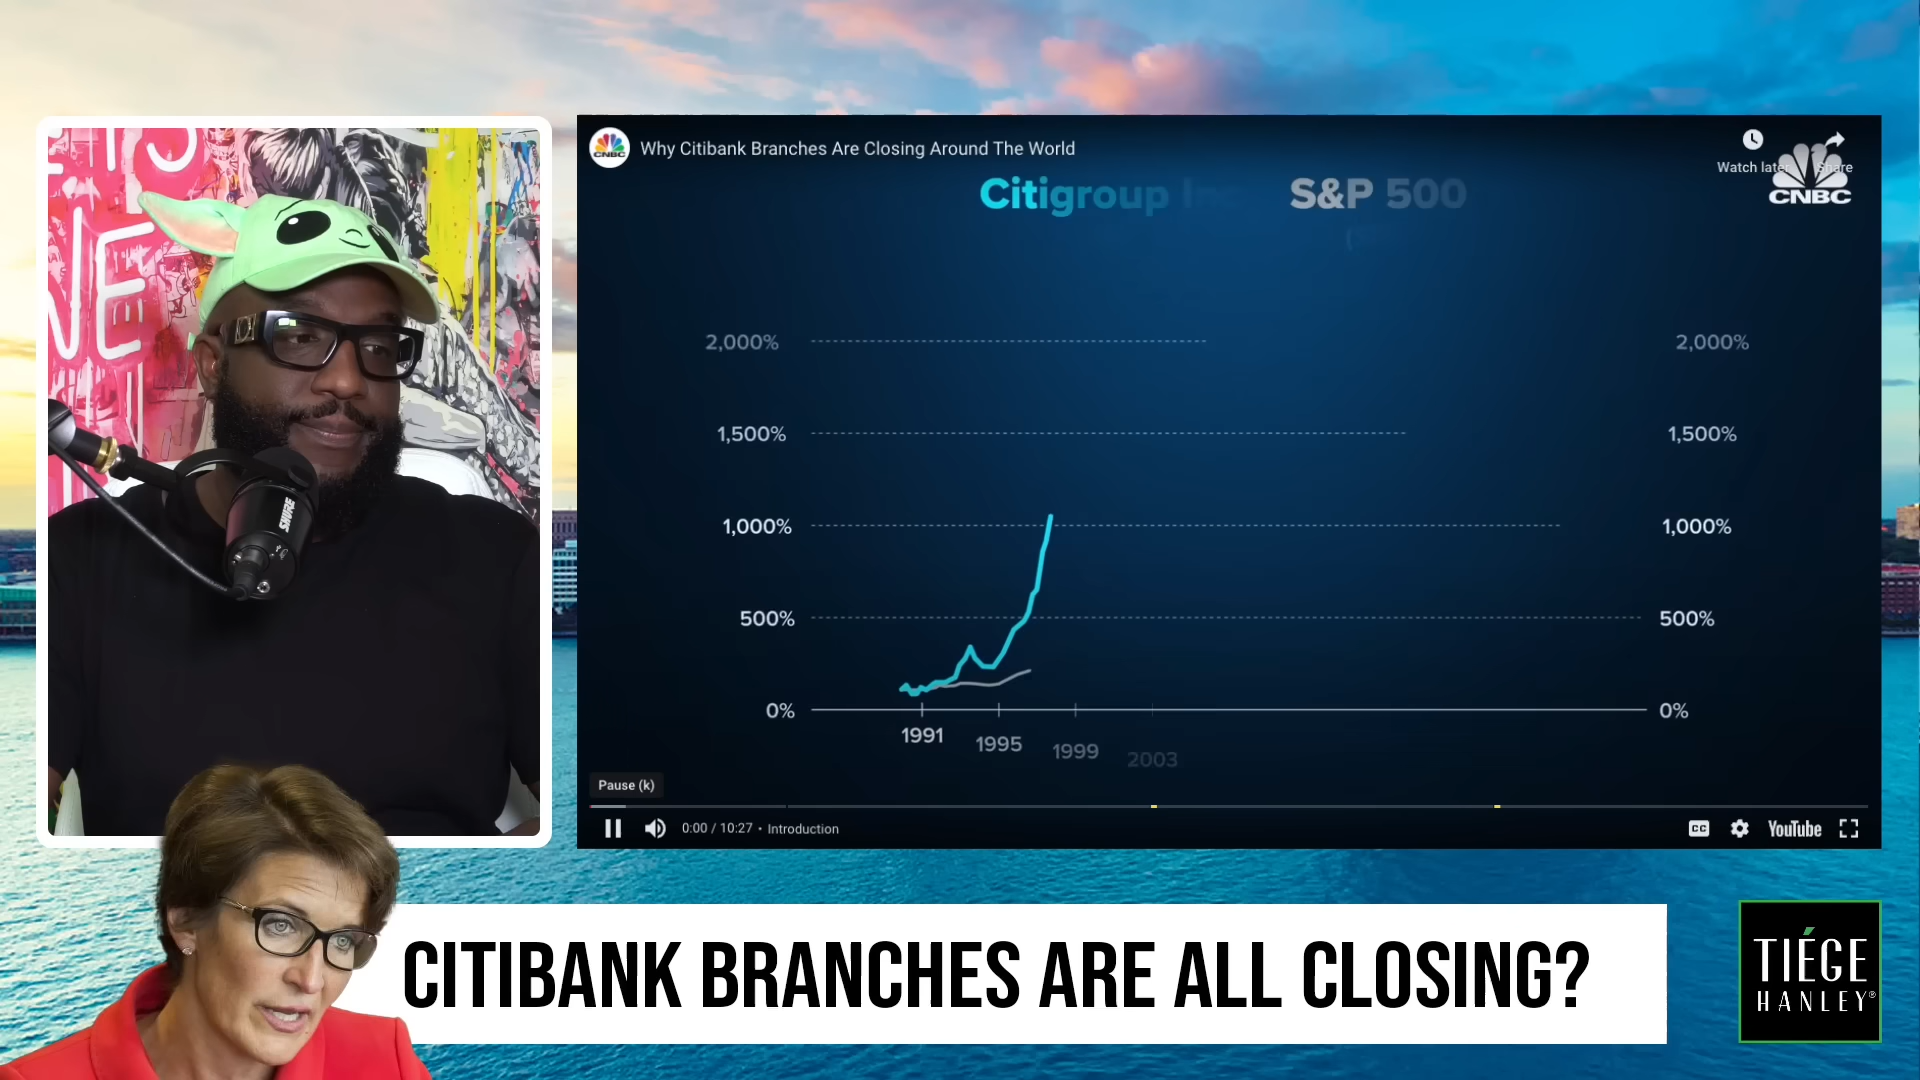 Why Citibank Branches Are Closing Around The World
Watch later
Share
CNBC
CNBC
Citigroup
S&P 500
2,000%
2,000%
1,500%
1,500%
1,000%
1,000%
500%
500%
0%
0%
1991
1995
1999
2003
Pause (k)
0:00 / 10:27 • Introduction
CC
YouTube
SHURE
CITIBANK BRANCHES ARE ALL CLOSING?
TIÉGE
HANLEY®